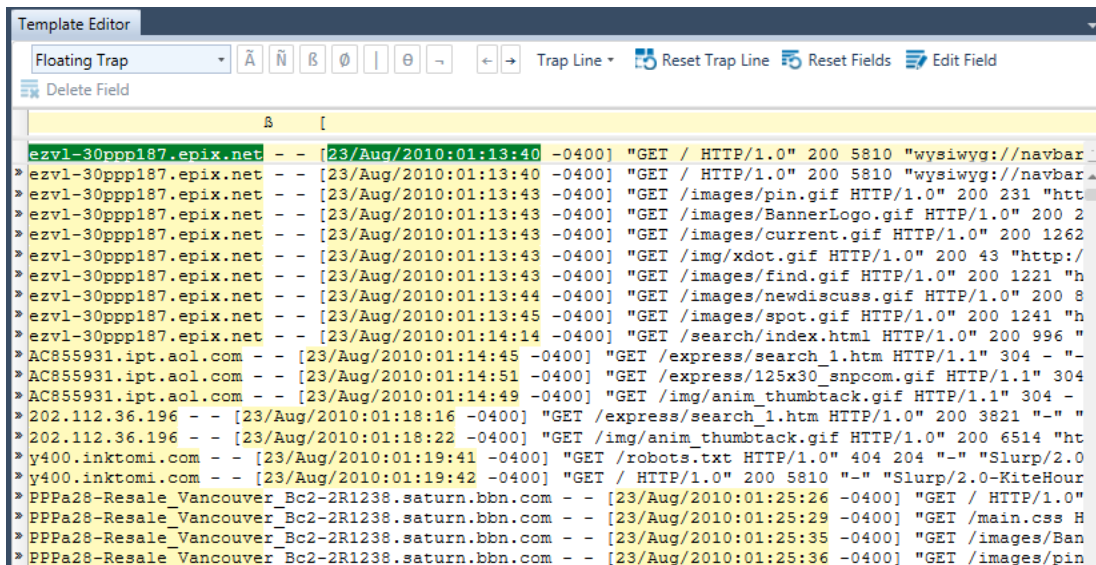 Template Editor
Floating Trap Ã Ñ ß Ø | θ ¬ ← → Trap Line Reset Trap Line Reset Fields Edit Field
Delete Field
ß [
ezvl-30ppp187.epix.net - - [23/Aug/2010:01:13:40 -0400] "GET / HTTP/1.0" 200 5810 "wysiwyg://navbar
» ezvl-30ppp187.epix.net - - [23/Aug/2010:01:13:40 -0400] "GET / HTTP/1.0" 200 5810 "wysiwyg://navbar
» ezvl-30ppp187.epix.net - - [23/Aug/2010:01:13:43 -0400] "GET /images/pin.gif HTTP/1.0" 200 231 "htt
» ezvl-30ppp187.epix.net - - [23/Aug/2010:01:13:43 -0400] "GET /images/BannerLogo.gif HTTP/1.0" 200 2
» ezvl-30ppp187.epix.net - - [23/Aug/2010:01:13:43 -0400] "GET /images/current.gif HTTP/1.0" 200 1262
» ezvl-30ppp187.epix.net - - [23/Aug/2010:01:13:43 -0400] "GET /img/xdot.gif HTTP/1.0" 200 43 "http:/
» ezvl-30ppp187.epix.net - - [23/Aug/2010:01:13:43 -0400] "GET /images/find.gif HTTP/1.0" 200 1221 "h
» ezvl-30ppp187.epix.net - - [23/Aug/2010:01:13:44 -0400] "GET /images/newdiscuss.gif HTTP/1.0" 200 8
» ezvl-30ppp187.epix.net - - [23/Aug/2010:01:13:45 -0400] "GET /images/spot.gif HTTP/1.0" 200 1241 "h
» ezvl-30ppp187.epix.net - - [23/Aug/2010:01:14:14 -0400] "GET /search/index.html HTTP/1.0" 200 996 "
» AC855931.ipt.aol.com - - [23/Aug/2010:01:14:45 -0400] "GET /express/search_1.htm HTTP/1.1" 304 - "-
» AC855931.ipt.aol.com - - [23/Aug/2010:01:14:51 -0400] "GET /express/125x30_snpcom.gif HTTP/1.1" 304
» AC855931.ipt.aol.com - - [23/Aug/2010:01:14:49 -0400] "GET /img/anim_thumbtack.gif HTTP/1.1" 304 -
» 202.112.36.196 - - [23/Aug/2010:01:18:16 -0400] "GET /express/search_1.htm HTTP/1.0" 200 3821 "-" "
» 202.112.36.196 - - [23/Aug/2010:01:18:22 -0400] "GET /img/anim_thumbtack.gif HTTP/1.0" 200 6514 "ht
» y400.inktomi.com - - [23/Aug/2010:01:19:41 -0400] "GET /robots.txt HTTP/1.0" 404 204 "-" "Slurp/2.0
» y400.inktomi.com - - [23/Aug/2010:01:19:42 -0400] "GET / HTTP/1.0" 200 5810 "-" "Slurp/2.0-KiteHour
» PPPa28-Resale_Vancouver_Bc2-2R1238.saturn.bbn.com - - [23/Aug/2010:01:25:26 -0400] "GET / HTTP/1.0"
» PPPa28-Resale_Vancouver_Bc2-2R1238.saturn.bbn.com - - [23/Aug/2010:01:25:29 -0400] "GET /main.css H
» PPPa28-Resale_Vancouver_Bc2-2R1238.saturn.bbn.com - - [23/Aug/2010:01:25:35 -0400] "GET /images/Ban
» PPPa28-Resale_Vancouver_Bc2-2R1238.saturn.bbn.com - - [23/Aug/2010:01:25:36 -0400] "GET /images/pin